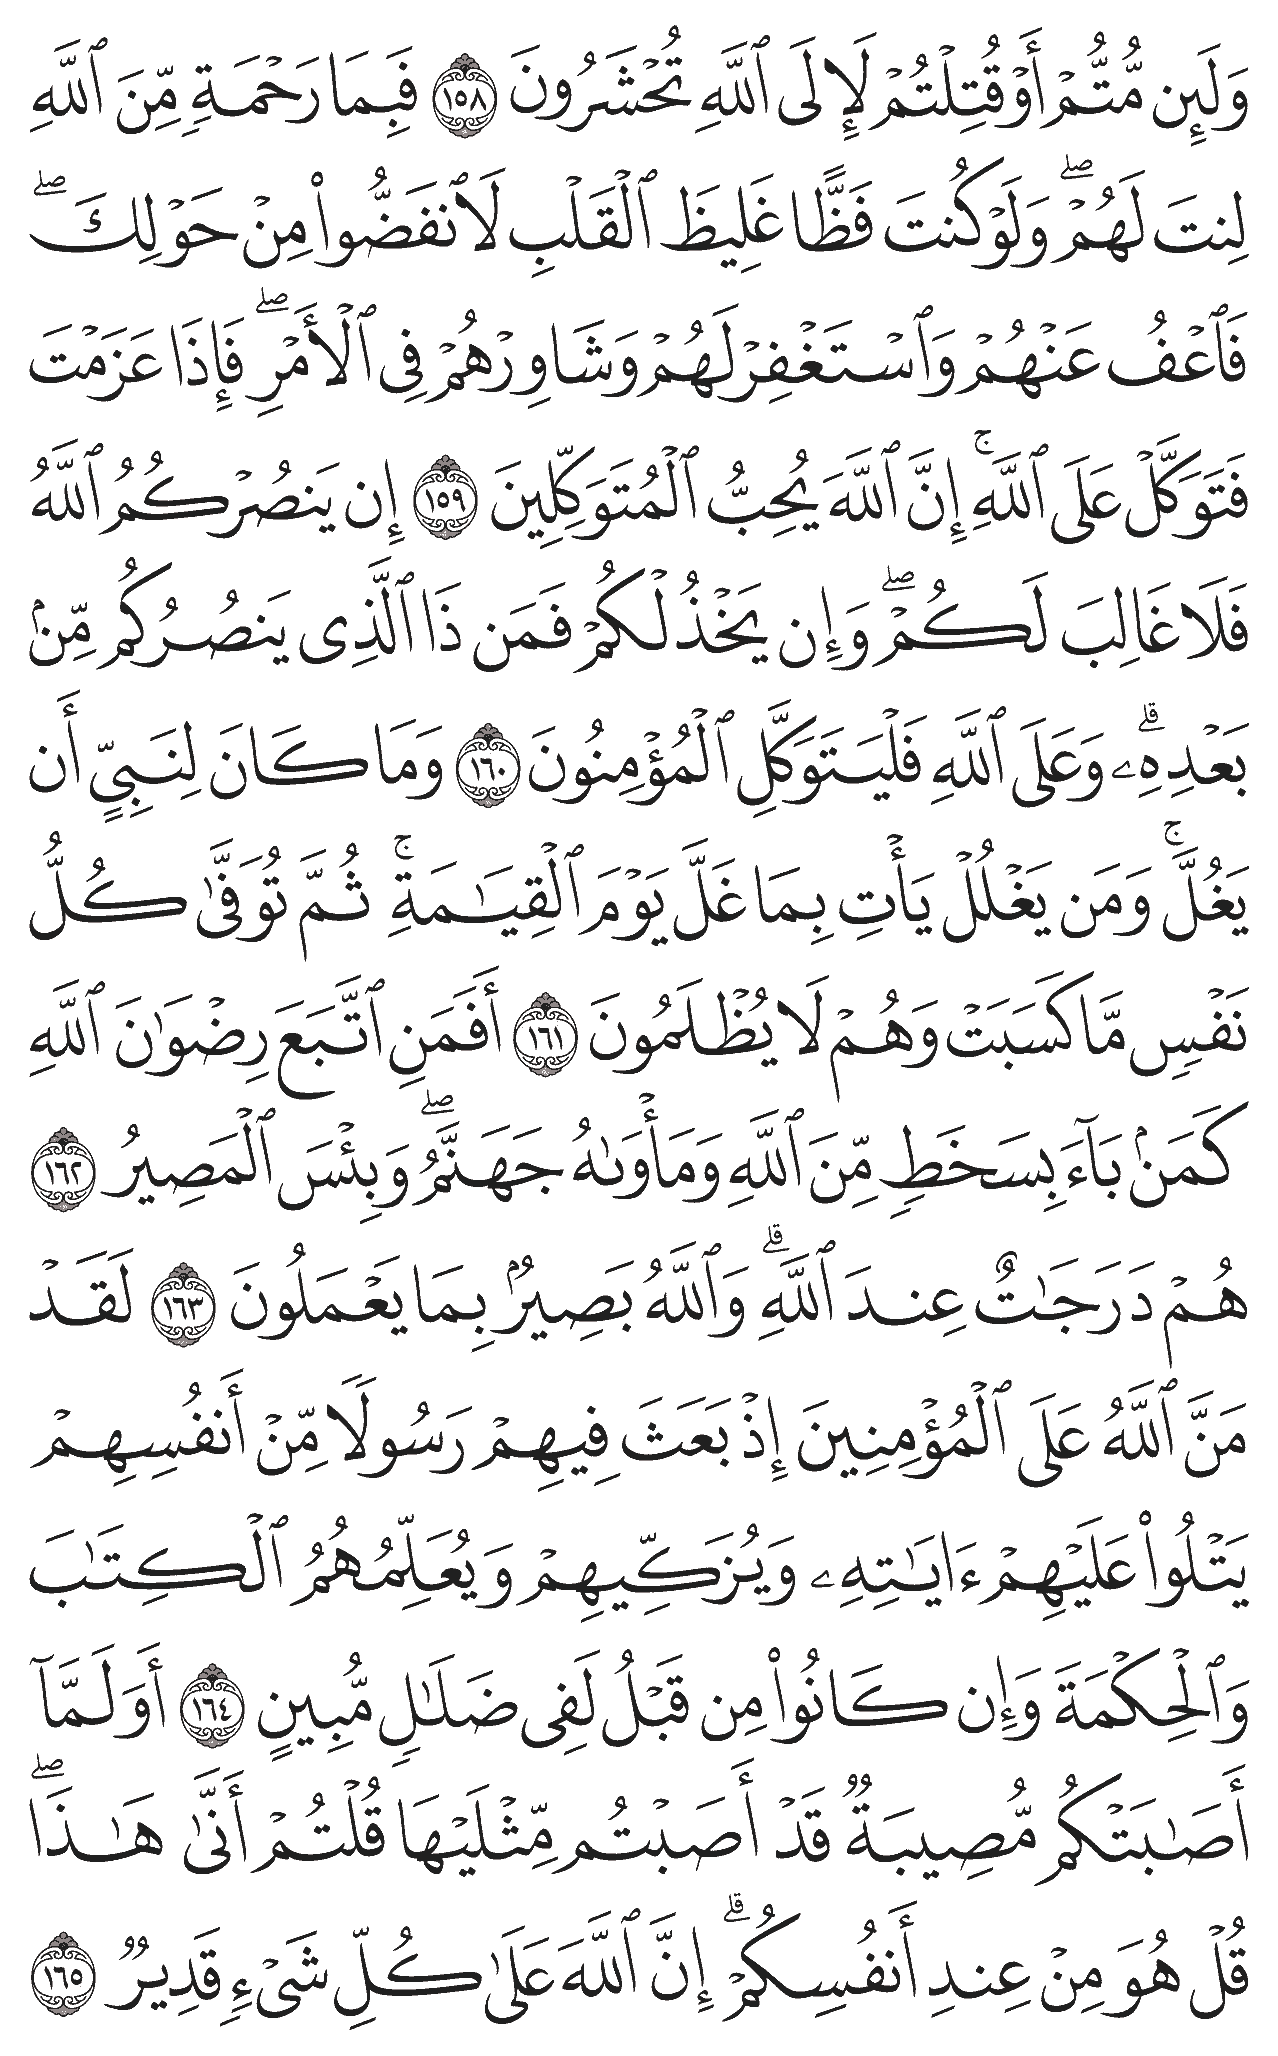 وَلَئِن مُّتُّمْ أَوْ قُتِلْتُمْ لَإِلَى ٱللَّهِ تُحْشَرُونَ ١٥٨ فَبِمَا رَحْمَةٍ مِّنَ ٱللَّهِ
لِنتَ لَهُمْ ۖ وَلَوْ كُنتَ فَظًّا غَلِيظَ ٱلْقَلْبِ لَٱنفَضُّوا۟ مِنْ حَوْلِكَ ۖ
فَٱعْفُ عَنْهُمْ وَٱسْتَغْفِرْ لَهُمْ وَشَاوِرْهُمْ فِى ٱلْأَمْرِ ۖ فَإِذَا عَزَمْتَ
فَتَوَكَّلْ عَلَى ٱللَّهِ ۚ إِنَّ ٱللَّهَ يُحِبُّ ٱلْمُتَوَكِّلِينَ ١٥٩ إِن يَنصُرْكُمُ ٱللَّهُ
فَلَا غَالِبَ لَكُمْ ۖ وَإِن يَخْذُلْكُمْ فَمَن ذَا ٱلَّذِى يَنصُرُكُم مِّنۢ
بَعْدِهِۦ ۗ وَعَلَى ٱللَّهِ فَلْيَتَوَكَّلِ ٱلْمُؤْمِنُونَ ١٦٠ وَمَا كَانَ لِنَبِىٍّ أَن
يَغُلَّ ۚ وَمَن يَغْلُلْ يَأْتِ بِمَا غَلَّ يَوْمَ ٱلْقِيَـٰمَةِ ۚ ثُمَّ تُوَفَّىٰ كُلُّ
نَفْسٍ مَّا كَسَبَتْ وَهُمْ لَا يُظْلَمُونَ ١٦١ أَفَمَنِ ٱتَّبَعَ رِضْوَٰنَ ٱللَّهِ
كَمَنۢ بَآءَ بِسَخَطٍ مِّنَ ٱللَّهِ وَمَأْوَىٰهُ جَهَنَّمُ ۖ وَبِئْسَ ٱلْمَصِيرُ ١٦٢
هُمْ دَرَجَـٰتٌ عِندَ ٱللَّهِ ۗ وَٱللَّهُ بَصِيرٌۢ بِمَا يَعْمَلُونَ ١٦٣ لَقَدْ
مَنَّ ٱللَّهُ عَلَى ٱلْمُؤْمِنِينَ إِذْ بَعَثَ فِيهِمْ رَسُولًا مِّنْ أَنفُسِهِمْ
يَتْلُوا۟ عَلَيْهِمْ ءَايَـٰتِهِۦ وَيُزَكِّيهِمْ وَيُعَلِّمُهُمُ ٱلْكِتَـٰبَ
وَٱلْحِكْمَةَ وَإِن كَانُوا۟ مِن قَبْلُ لَفِى ضَلَـٰلٍ مُّبِينٍ ١٦٤ أَوَلَمَّآ
أَصَـٰبَتْكُم مُّصِيبَةٌ قَدْ أَصَبْتُم مِّثْلَيْهَا قُلْتُمْ أَنَّىٰ هَـٰذَا ۖ
قُلْ هُوَ مِنْ عِندِ أَنفُسِكُمْ ۗ إِنَّ ٱللَّهَ عَلَىٰ كُلِّ شَىْءٍ قَدِيرٌ ١٦٥